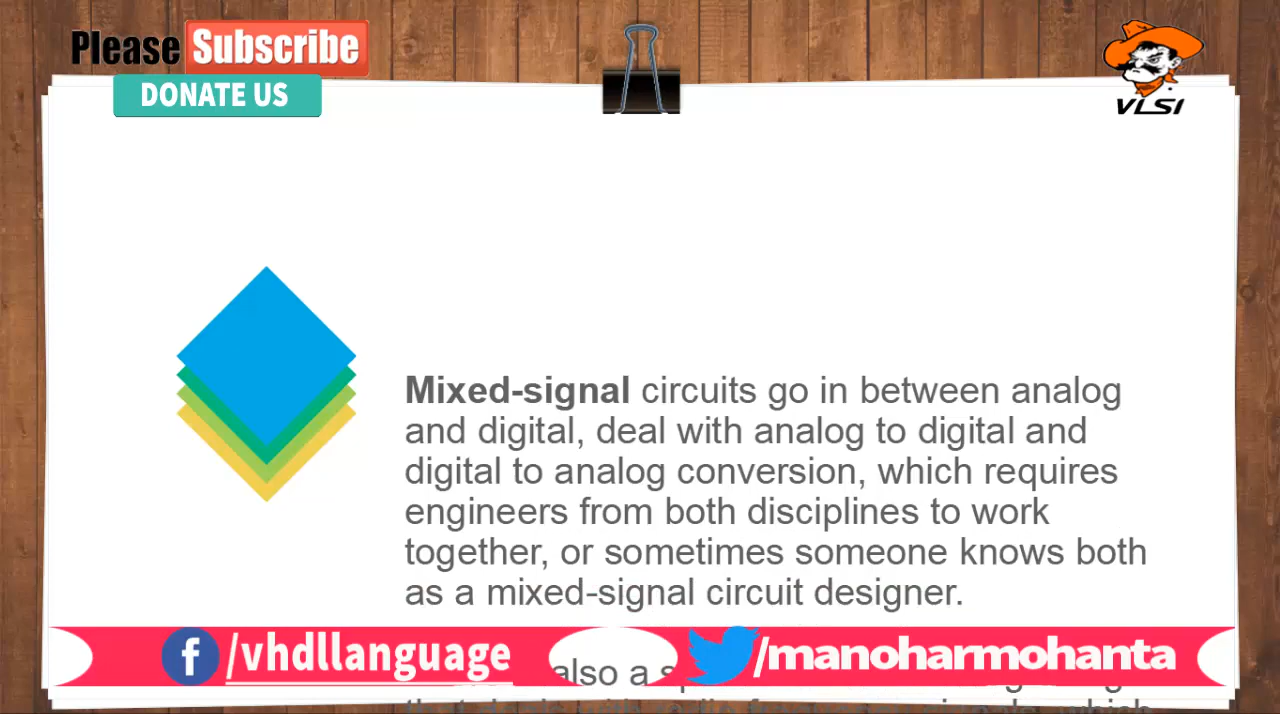 Please Subscribe
DONATE US
VLSI
Mixed-signal circuits go in between analog
and digital, deal with analog to digital and
digital to analog conversion, which requires
engineers from both disciplines to work
together, or sometimes someone knows both
as a mixed-signal circuit designer.
also a
/vhdllanguage
/manoharmohanta